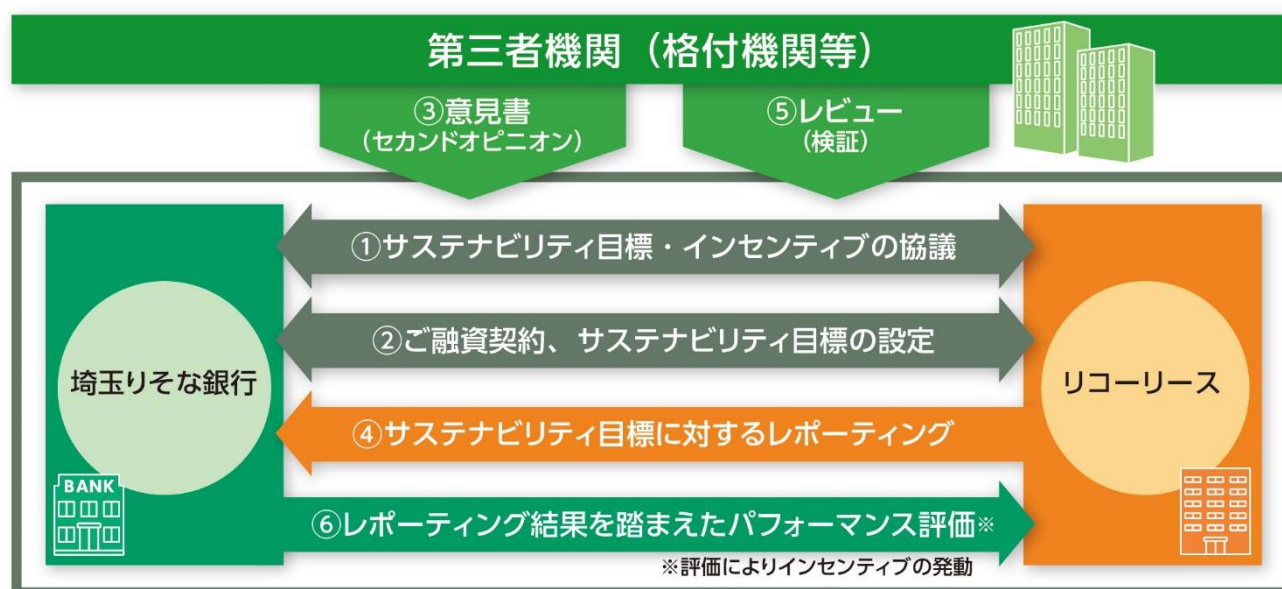 第三者機関（格付機関等）
③意見書
（セカンドオピニオン）
⑤レビュー
（検証）
①サステナビリティ目標・インセンティブの協議
②ご融資契約、サステナビリティ目標の設定
埼玉りそな銀行
リコーリース
④サステナビリティ目標に対するレポーティング
BANK
⑥レポーティング結果を踏まえたパフォーマンス評価※
※評価によりインセンティブの発動